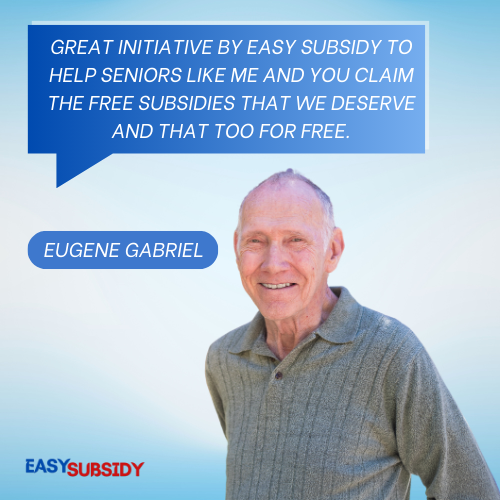 GREAT INITIATIVE BY EASY SUBSIDY TO
HELP SENIORS LIKE ME AND YOU CLAIM
THE FREE SUBSIDIES THAT WE DESERVE
AND THAT TOO FOR FREE.
EUGENE GABRIEL
EASYSUBSIDY